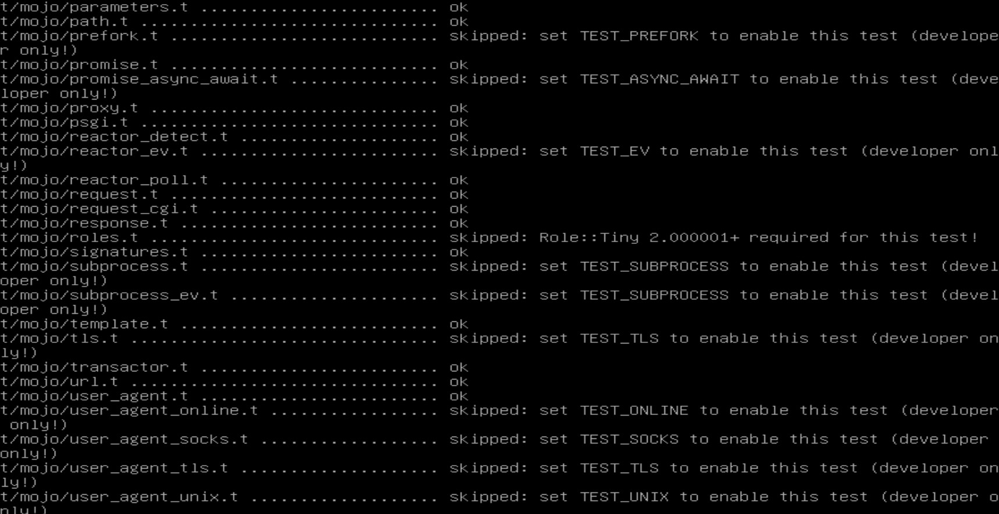 t/mojo/parameters.t ........................ ok
t/mojo/path.t .............................. ok
t/mojo/prefork.t ........................... skipped: set TEST_PREFORK to enable this test (develope
r only!)
t/mojo/promise.t ........................... ok
t/mojo/promise_async_await.t ............... skipped: set TEST_ASYNC_AWAIT to enable this test (deve
loper only!)
t/mojo/proxy.t ............................. ok
t/mojo/psgi.t .............................. ok
t/mojo/reactor_detect.t .................... ok
t/mojo/reactor_ev.t ........................ skipped: set TEST_EV to enable this test (developer onl
y!)
t/mojo/reactor_poll.t ...................... ok
t/mojo/request.t ........................... ok
t/mojo/request_cgi.t ....................... ok
t/mojo/response.t .......................... ok
t/mojo/roles.t ............................. skipped: Role::Tiny 2.000001+ required for this test!
t/mojo/signatures.t ........................ ok
t/mojo/subprocess.t ........................ skipped: set TEST_SUBPROCESS to enable this test (devel
oper only!)
t/mojo/subprocess_ev.t ..................... skipped: set TEST_SUBPROCESS to enable this test (devel
oper only!)
t/mojo/template.t .......................... ok
t/mojo/tls.t ............................... skipped: set TEST_TLS to enable this test (developer on
ly!)
t/mojo/transactor.t ........................ ok
t/mojo/url.t ............................... ok
t/mojo/user_agent.t ........................ ok
t/mojo/user_agent_online.t ................. skipped: set TEST_ONLINE to enable this test (developer
 only!)
t/mojo/user_agent_socks.t .................. skipped: set TEST_SOCKS to enable this test (developer
only!)
t/mojo/user_agent_tls.t .................... skipped: set TEST_TLS to enable this test (developer on
ly!)
t/mojo/user_agent_unix.t ................... skipped: set TEST_UNIX to enable this test (developer o
nly!)